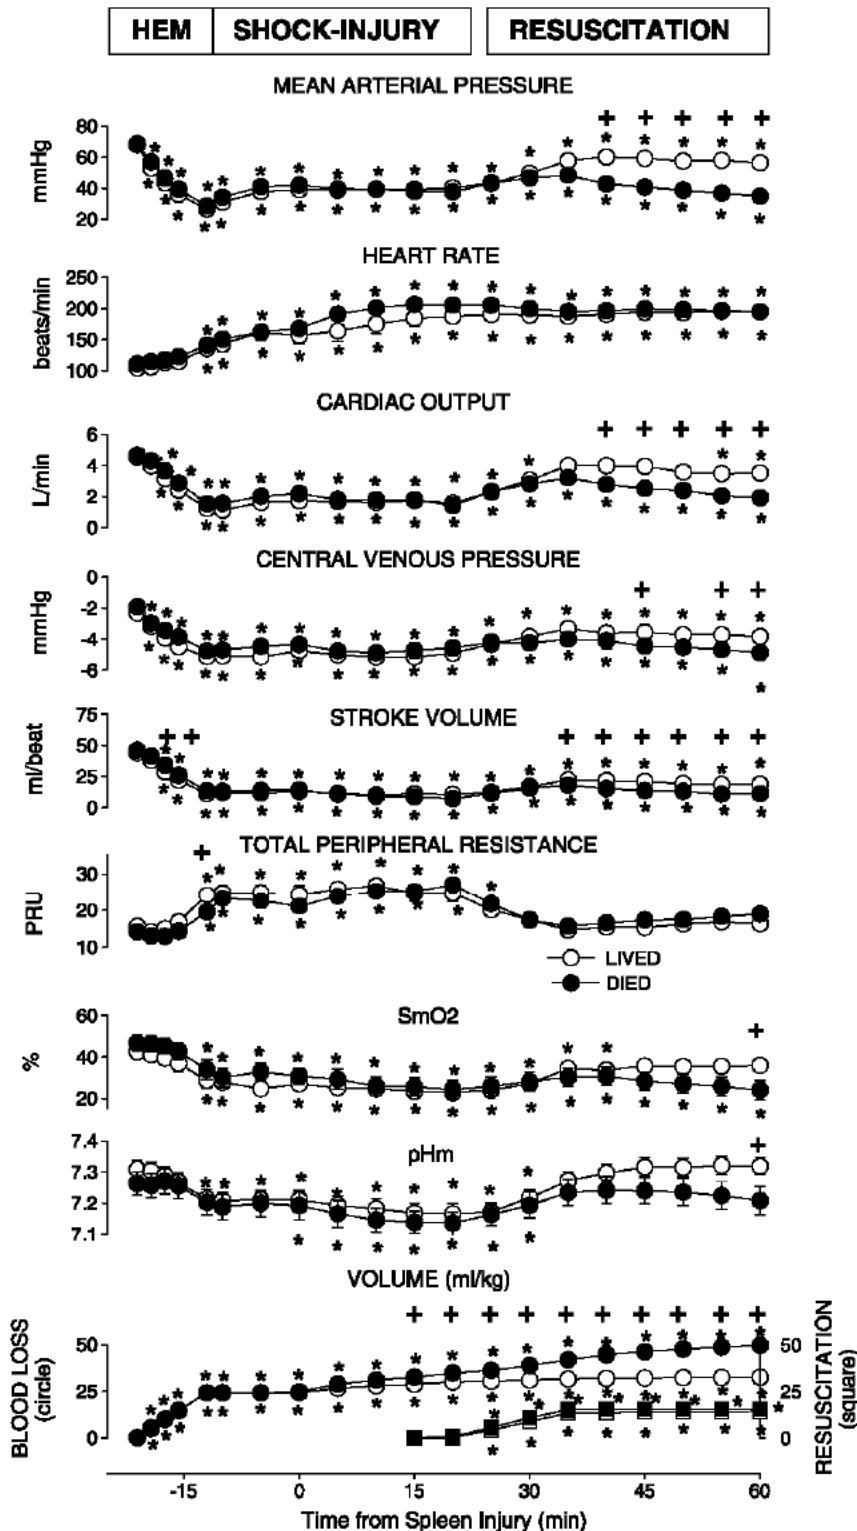 HEM SHOCK-INJURY RESUSCITATION
MEAN ARTERIAL PRESSURE
mmHg
80
60
40
20
HEART RATE
beats/min
250
200
150
100
CARDIAC OUTPUT
L/min
6
4
2
0
CENTRAL VENOUS PRESSURE
mmHg
-0
-2
-4
-6
STROKE VOLUME
ml/beat
75
50
25
0
TOTAL PERIPHERAL RESISTANCE
PRU
30
20
10
LIVED
DIED
SmO2
%
60
40
20
pHm
7.4
7.3
7.2
7.1
VOLUME (ml/kg)
BLOOD LOSS
(circle)
50
25
0
50
25
0
RESUSCITATION
(square)
-15 0 15 30 45 60
Time from Spleen Injury (min)